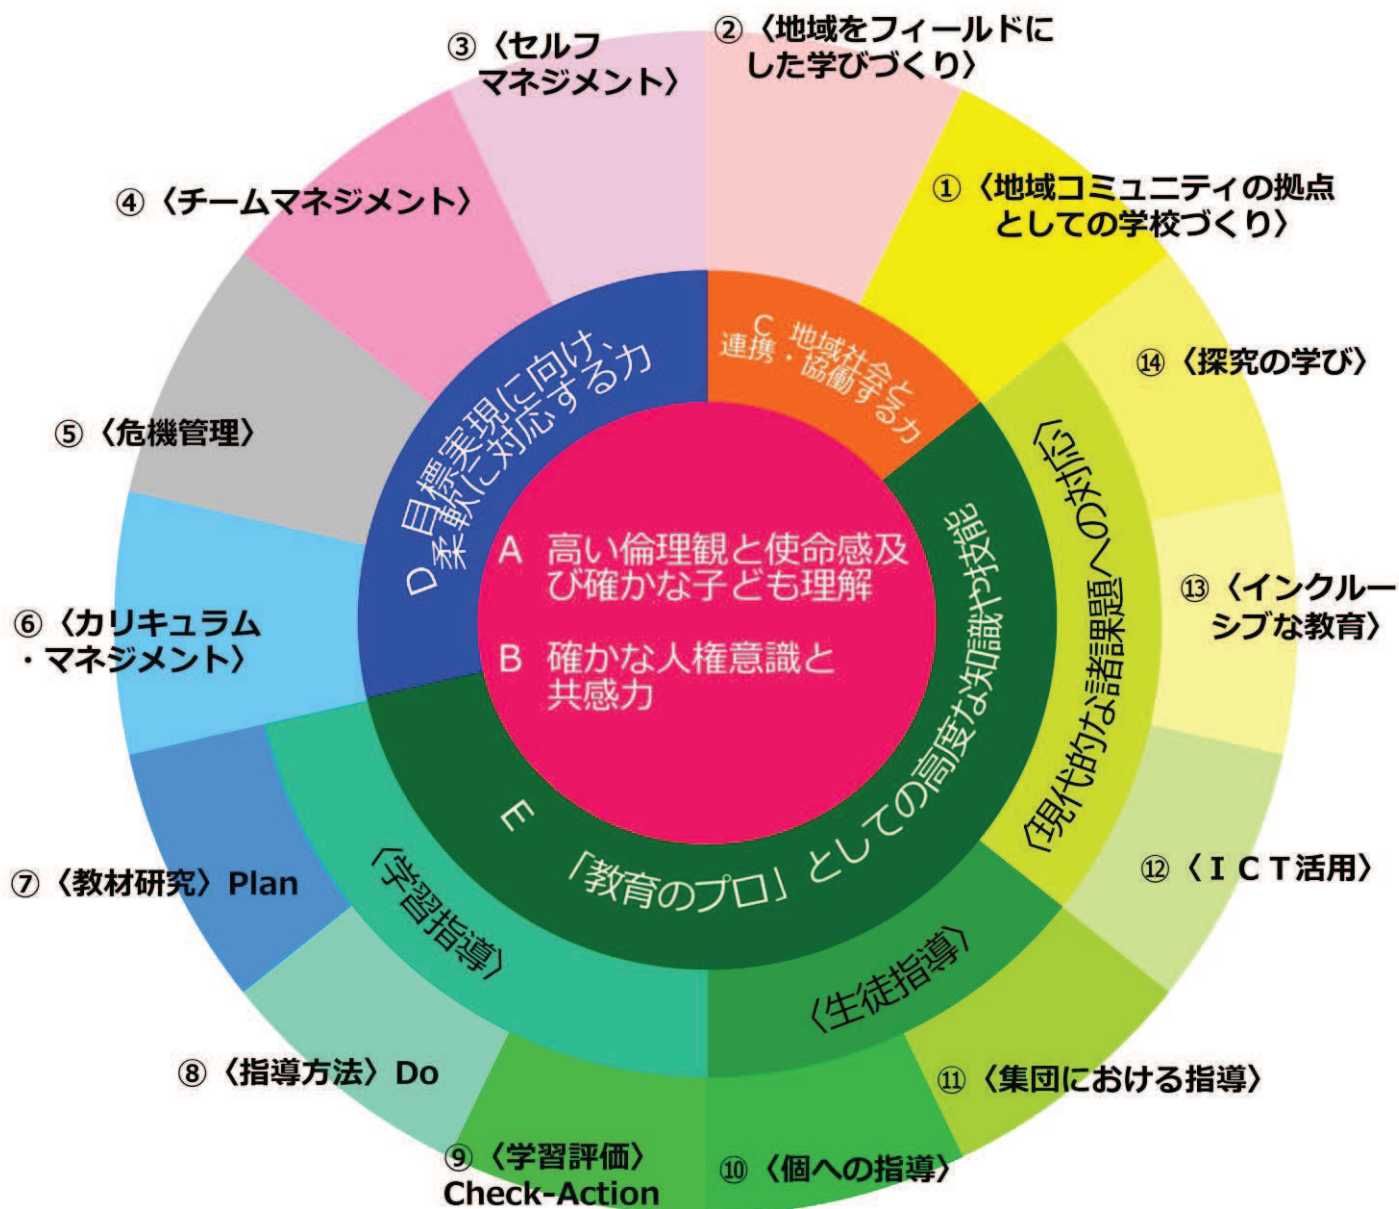 ③〈セルフ
マネジメント〉
②〈地域をフィールドに
した学びづくり〉
④〈チームマネジメント〉
①〈地域コミュニティの拠点
としての学校づくり〉
C 地域社会と
連携・協働する力
D 目標実現に向け、
柔軟に対応する力
⑭〈探究の学び〉
⑤〈危機管理〉
〈現代的な諸課題への対応〉
A 高い倫理観と使命感及
び確かな子ども理解
B 確かな人権意識と
共感力
⑬〈インクルー
シブな教育〉
⑥〈カリキュラム
・マネジメント〉
E 「教育のプロ」としての高度な知識や技能
⑫〈ＩＣＴ活用〉
⑦〈教材研究〉Plan
〈学習指導〉
〈生徒指導〉
⑧〈指導方法〉Do
⑪〈集団における指導〉
⑨〈学習評価〉
Check-Action
⑩〈個への指導〉